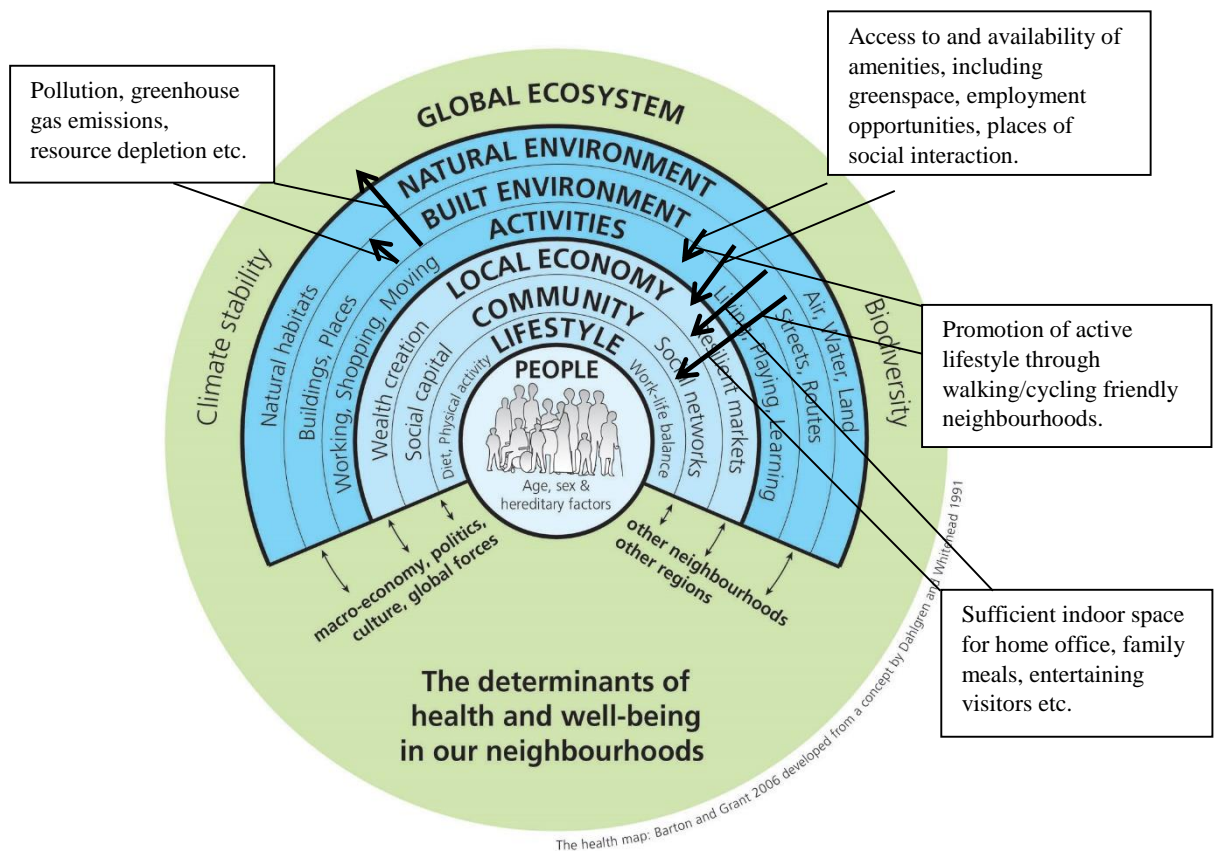 Pollution, greenhouse
gas emissions,
resource depletion etc.
Access to and availability of
amenities, including
greenspace, employment
opportunities, places of
social interaction.
GLOBAL ECOSYSTEM
NATURAL ENVIRONMENT
BUILT ENVIRONMENT
ACTIVITIES
LOCAL ECONOMY
COMMUNITY
LIFESTYLE
PEOPLE
Age, sex &
hereditary factors
Climate stability
Natural habitats
Buildings, Places
Working, Shopping, Moving
Wealth creation
Social capital
Diet, Physical activity
Work-life balance
Social networks
Resilient markets
Living, Playing, Learning
Streets, Routes
Air, Water, Land
Biodiversity
Promotion of active
lifestyle through
walking/cycling friendly
neighbourhoods.
macro-economy, politics,
culture, global forces
other neighbourhoods
other regions
Sufficient indoor space
for home office, family
meals, entertaining
visitors etc.
The determinants of
health and well-being
in our neighbourhoods
The health map: Barton and Grant 2006 developed from a concept by Dahlgren and Whitehead 1991